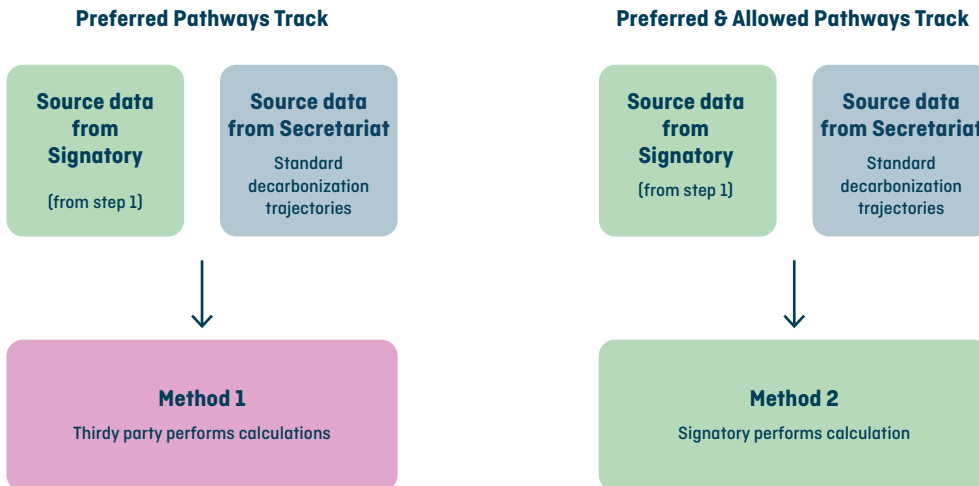 Preferred Pathways Track
Source data
from
Signatory
(from step 1)
Source data
from Secretariat
Standard
decarbonization
trajectories
Method 1
Thirdy party performs calculations
Preferred & Allowed Pathways Track
Source data
from
Signatory
(from step 1)
Source data
from Secretariat
Standard
decarbonization
trajectories
Method 2
Signatory performs calculation